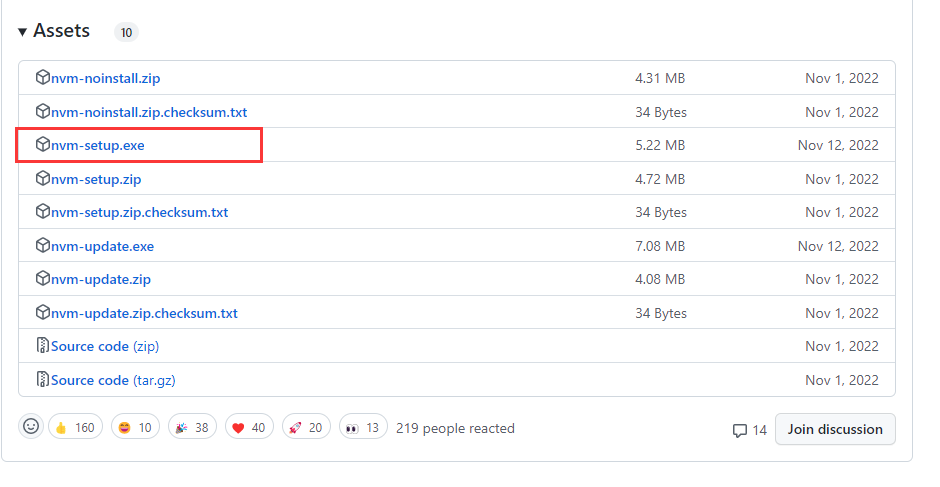 Assets 10
nvm-noinstall.zip 4.31 MB Nov 1, 2022
nvm-noinstall.zip.checksum.txt 34 Bytes Nov 1, 2022
nvm-setup.exe 5.22 MB Nov 12, 2022
nvm-setup.zip 4.72 MB Nov 1, 2022
nvm-setup.zip.checksum.txt 34 Bytes Nov 1, 2022
nvm-update.exe 7.08 MB Nov 12, 2022
nvm-update.zip 4.08 MB Nov 1, 2022
nvm-update.zip.checksum.txt 34 Bytes Nov 1, 2022
Source code (zip) Nov 1, 2022
Source code (tar.gz) Nov 1, 2022
160 10 38 40 20 13 219 people reacted 14 Join discussion